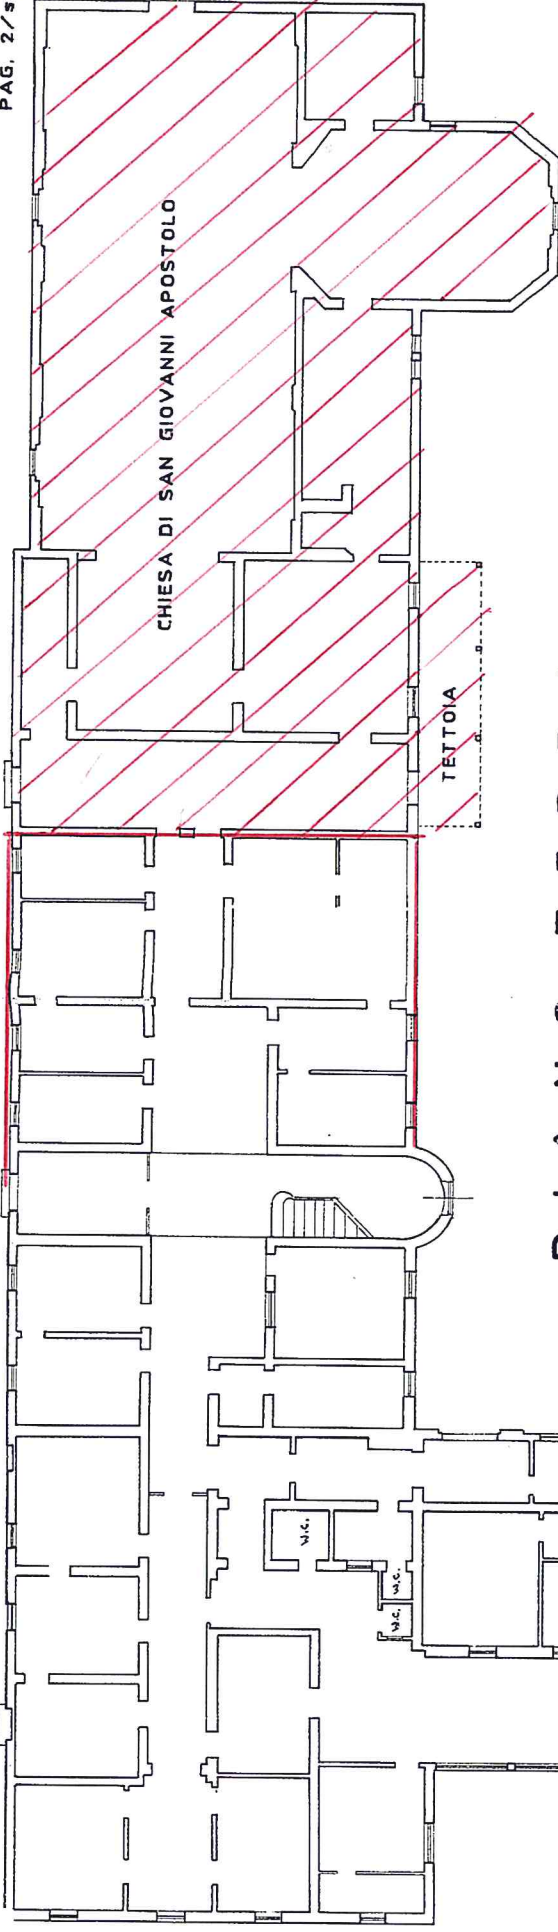 PAG. 2/s
CHIESA DI SAN GIOVANNI APOSTOLO
TETTOIA
W.C.
W.C.
W.C.